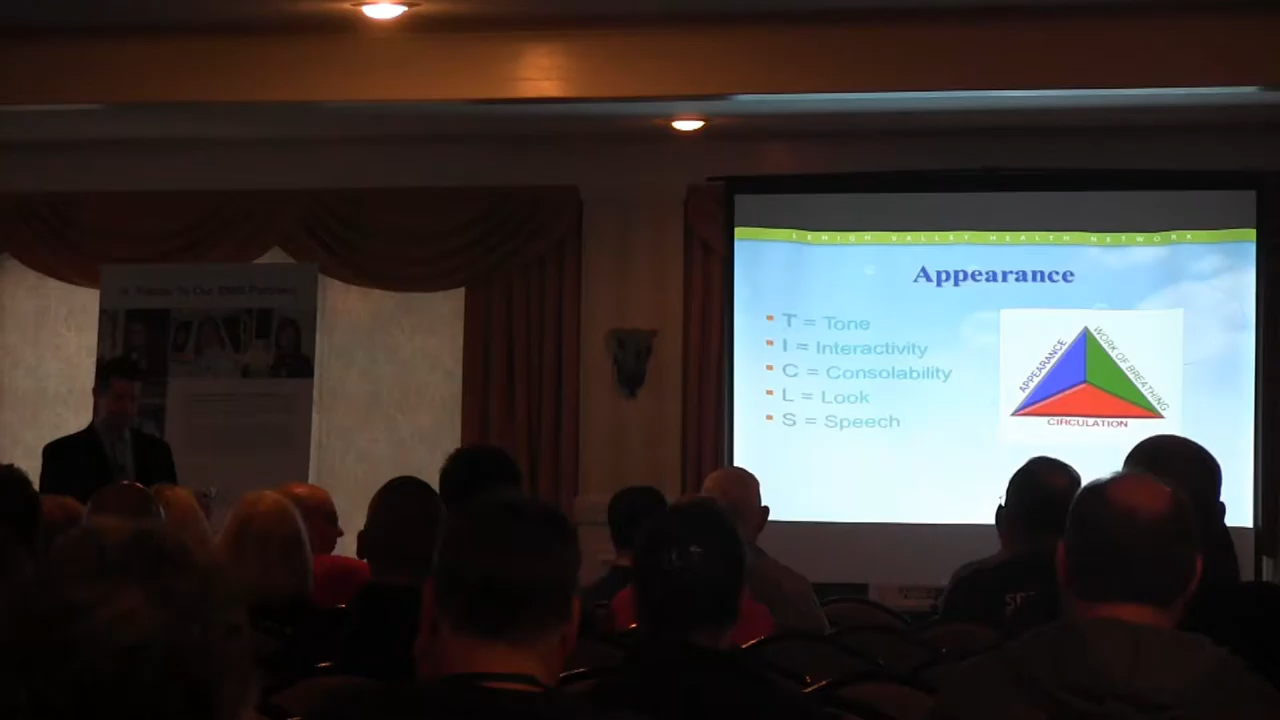 LEHIGH VALLEY HEALTH NETWORK
Appearance
T = Tone
I = Interactivity
C = Consolability
L = Look
S = Speech
APPEARANCE
WORK OF BREATHING
CIRCULATION